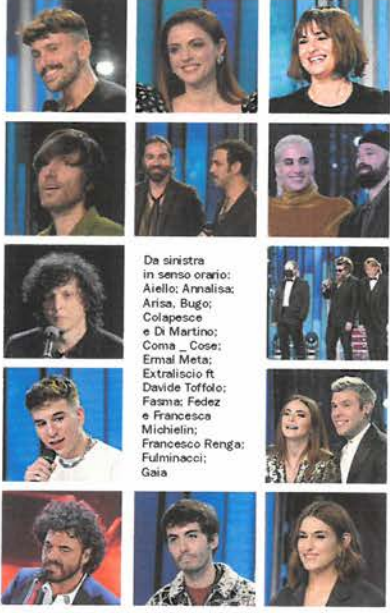 Da sinistra
in senso orario:
Aiello; Annalisa;
Arisa, Bugo;
Colapesce
e Di Martino;
Coma _ Cose;
Ermal Meta;
Extraliscio ft
Davide Toffolo;
Fasma; Fedez
e Francesca
Michielin;
Francesco Renga;
Fulminacci;
Gaia